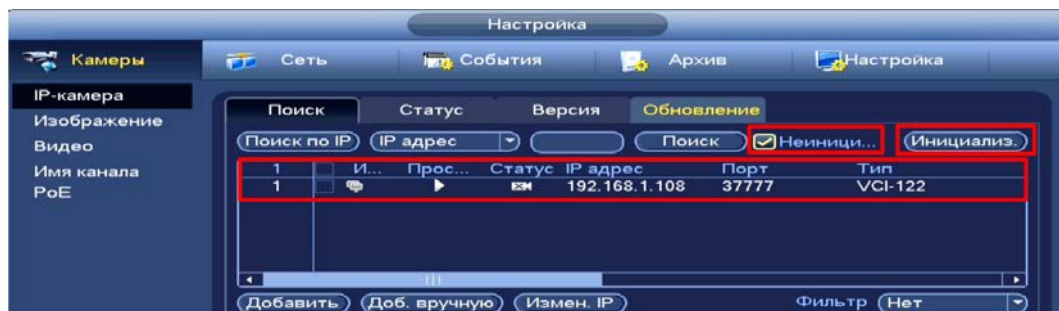 Настройка
Камеры Сеть События Архив Настройка
IP-камера
Изображение
Видео
Имя канала
PoE
Поиск Статус Версия Обновление
Поиск по IP IP адрес Поиск Неиници... Инициализ.
1 И... Прос... Статус IP адрес Порт Тип
1 192.168.1.108 37777 VCI-122
Добавить Доб. вручную Измен. IP Фильтр Нет